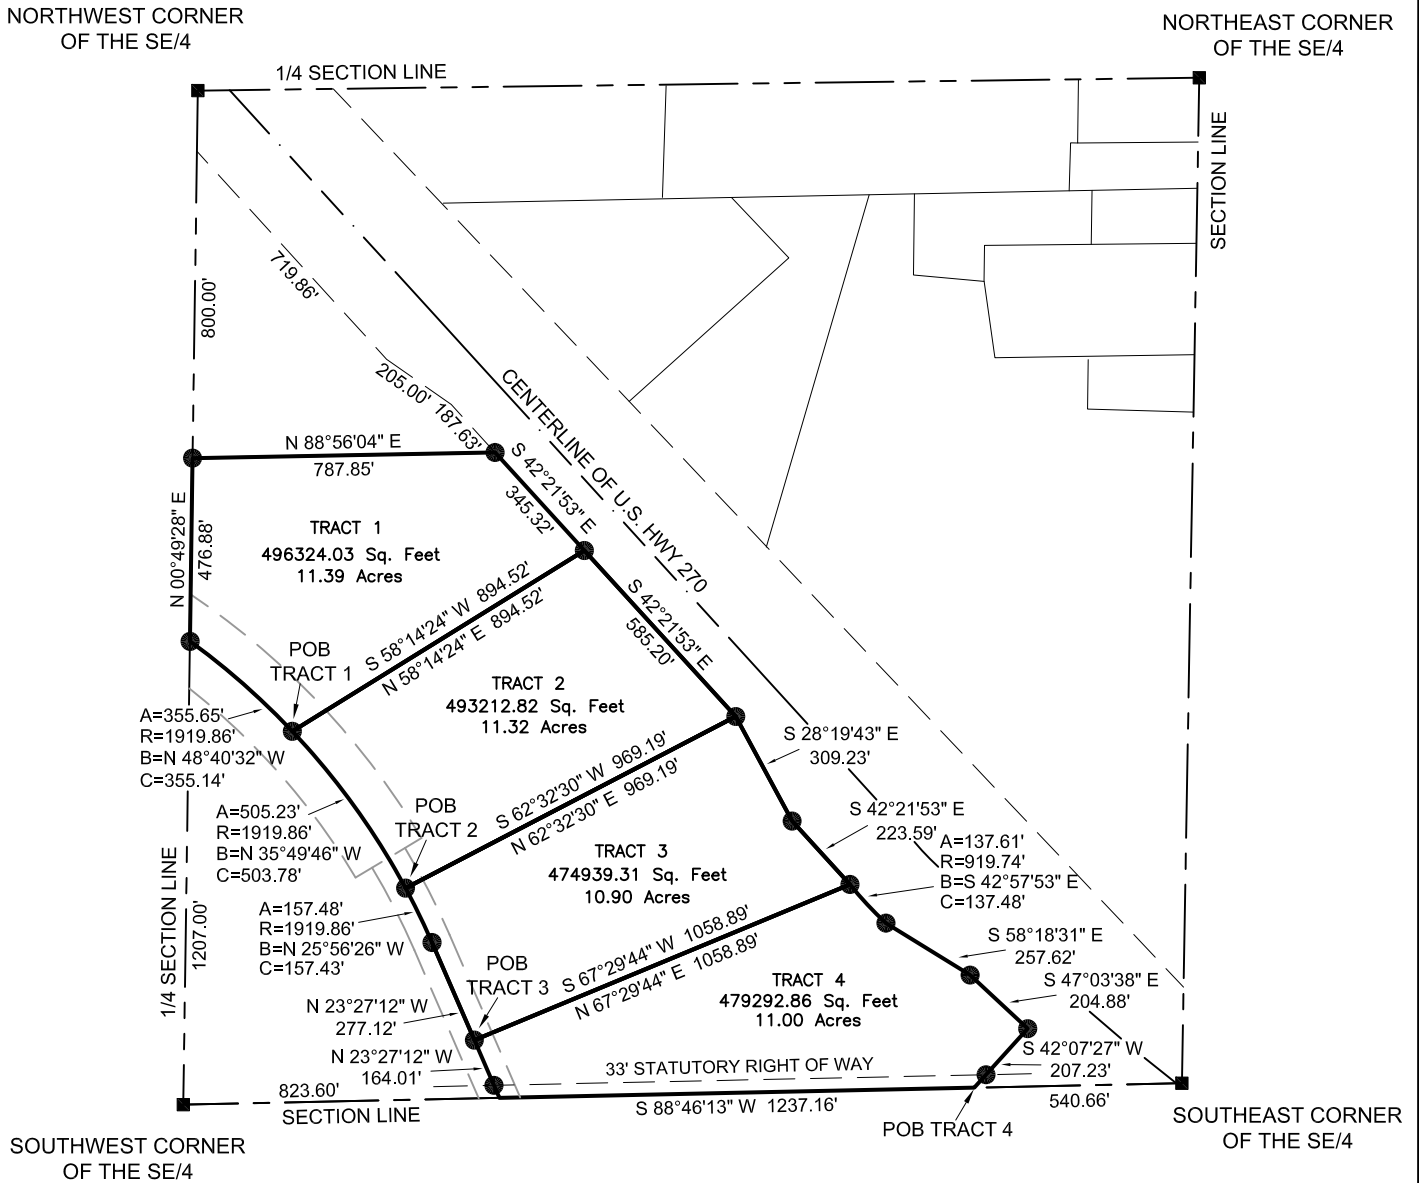 NORTHWEST CORNER
OF THE SE/4
NORTHEAST CORNER
OF THE SE/4
1/4 SECTION LINE
SECTION LINE
800.00'
719.86'
205.00'
187.63'
CENTERLINE OF U.S. HWY 270
N 88°56'04" E
787.85'
S 42°21'53" E
345.32'
N 00°49'28" E
476.88'
TRACT 1
496324.03 Sq. Feet
11.39 Acres
S 58°14'24" W 894.52'
N 58°14'24" E 894.52'
S 42°21'53" E
585.20'
POB
TRACT 1
TRACT 2
493212.82 Sq. Feet
11.32 Acres
A=355.65'
R=1919.86'
B=N 48°40'32" W
C=355.14'
S 28°19'43" E
309.23'
S 62°32'30" W 969.19'
N 62°32'30" E 969.19'
POB
TRACT 2
A=505.23'
R=1919.86'
B=N 35°49'46" W
C=503.78'
S 42°21'53" E
223.59'
A=137.61'
R=919.74'
B=S 42°57'53" E
C=137.48'
TRACT 3
474939.31 Sq. Feet
10.90 Acres
1/4 SECTION LINE
1207.00'
A=157.48'
R=1919.86'
B=N 25°56'26" W
C=157.43'
S 67°29'44" W 1058.89'
N 67°29'44" E 1058.89'
POB
TRACT 3
S 58°18'31" E
257.62'
S 47°03'38" E
204.88'
TRACT 4
479292.86 Sq. Feet
11.00 Acres
N 23°27'12" W
277.12'
N 23°27'12" W
164.01'
S 42°07'27" W
207.23'
33' STATUTORY RIGHT OF WAY
823.60'
SECTION LINE
S 88°46'13" W 1237.16'
540.66'
POB TRACT 4
SOUTHWEST CORNER
OF THE SE/4
SOUTHEAST CORNER
OF THE SE/4